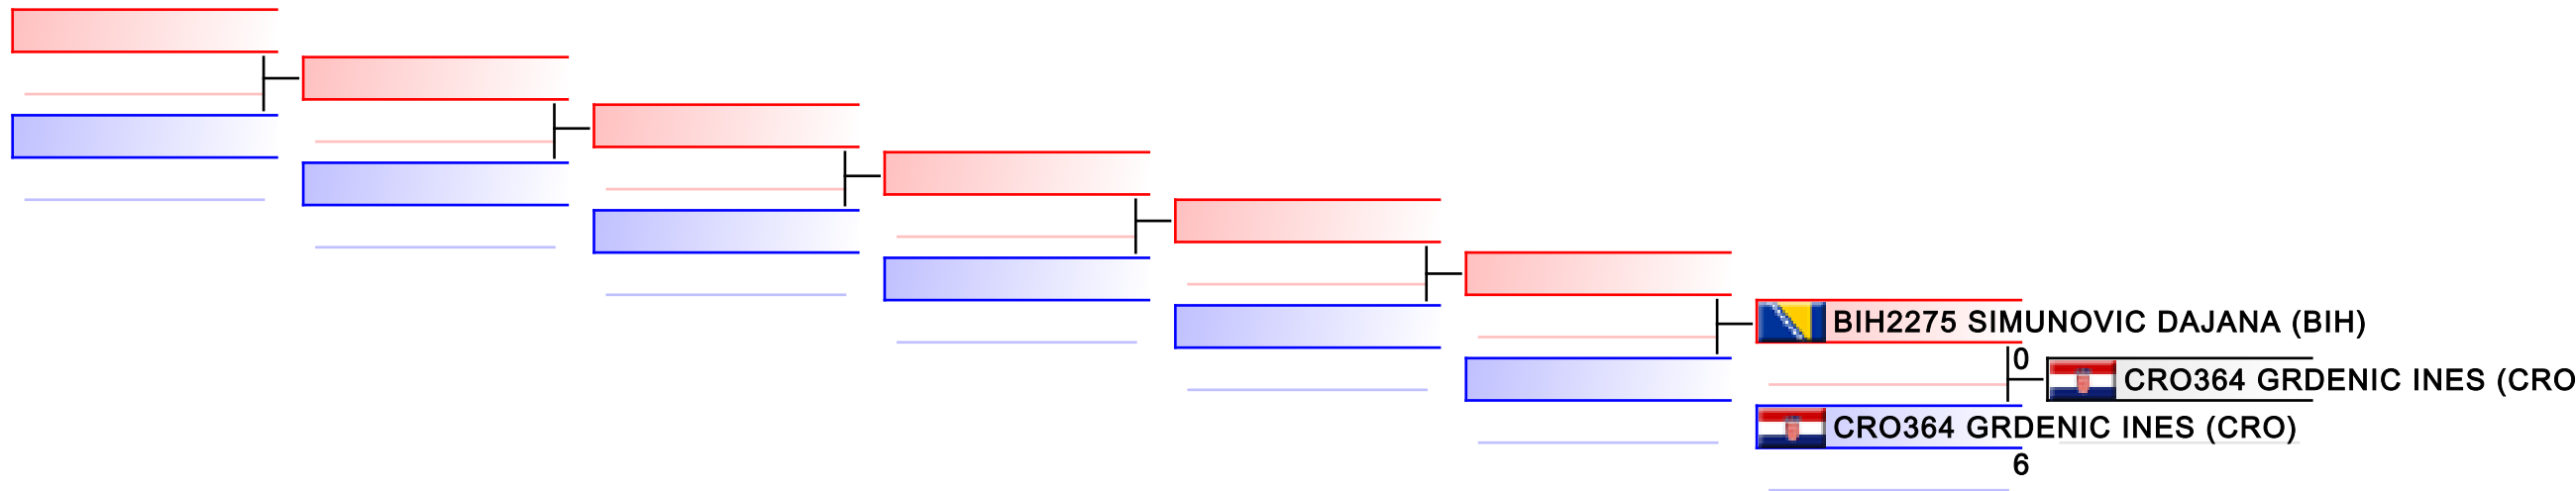 BIH2275 SIMUNOVIC DAJANA (BIH)
0
CRO364 GRDENIC INES (CRO
CRO364 GRDENIC INES (CRO)
6